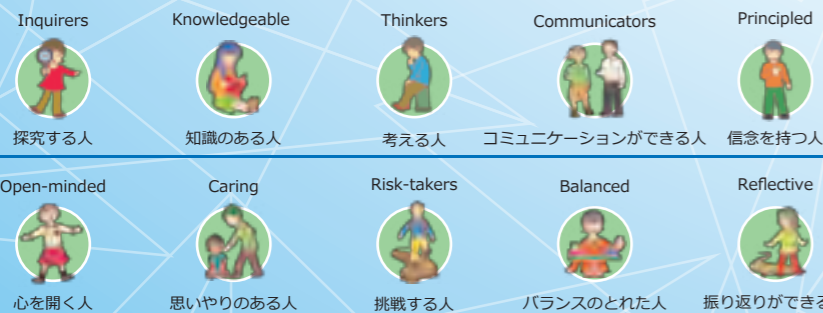 Inquirers
Knowledgeable
Thinkers
Communicators
Principled
探究する人
知識のある人
考える人
コミュニケーションができる人
信念を持つ人
Open-minded
Caring
Risk-takers
Balanced
Reflective
心を開く人
思いやりのある人
挑戦する人
バランスのとれた人
振り返りができる